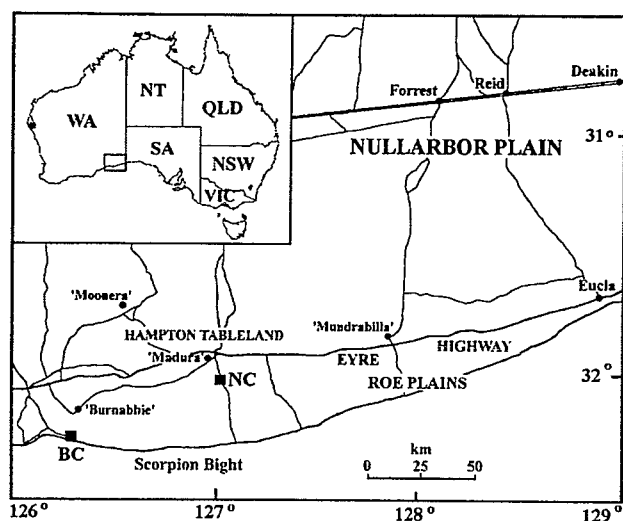 NT
WA
QLD
SA
NSW
VIC
Forrest
Reid
Deakin
31°
NULLARBOR PLAIN
'Moonera'
Eucla
HAMPTON TABLELAND
'Mundrabilla'
'Madura'
EYRE
HIGHWAY
NC
ROE PLAINS
32°
'Burnabbie'
BC
Scorpion Bight
km
0 25 50
126°
127°
128°
129°